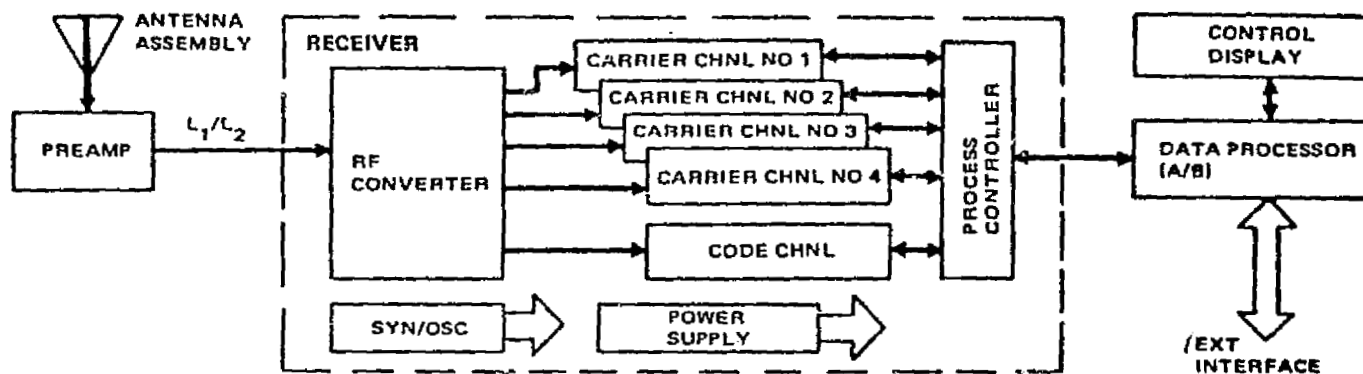 ANTENNA
ASSEMBLY
PREAMP
L1/L2
RECEIVER
RF
CONVERTER
CARRIER CHNL NO 1
CARRIER CHNL NO 2
CARRIER CHNL NO 3
CARRIER CHNL NO 4
CODE CHNL
SYN/OSC
POWER
SUPPLY
PROCESS
CONTROLLER
CONTROL
DISPLAY
DATA PROCESSOR
(A/B)
/EXT
INTERFACE